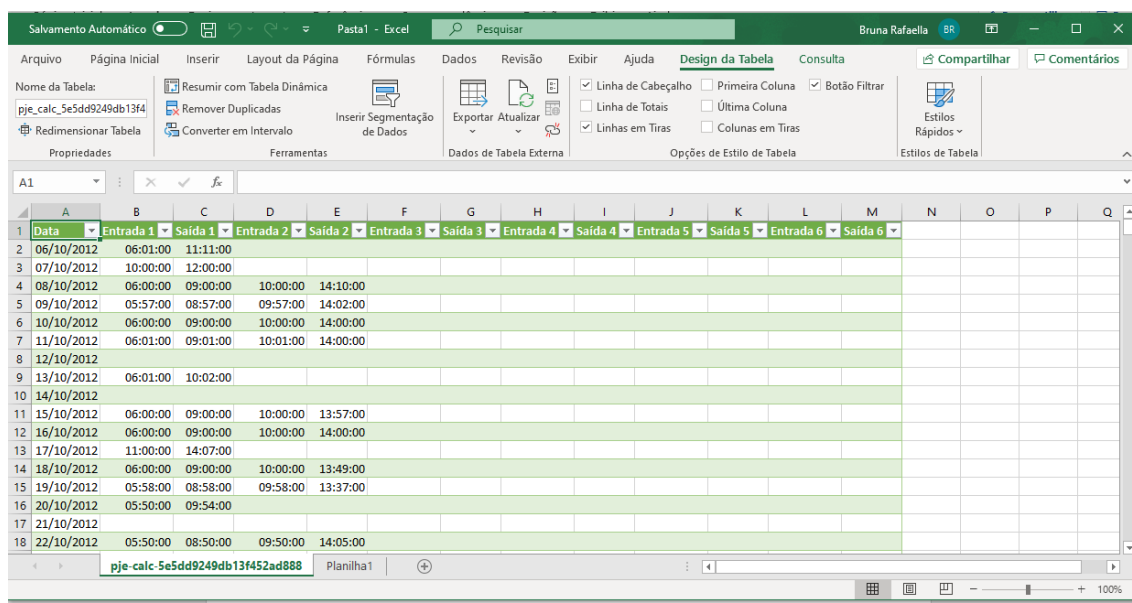 Salvamento Automático
Pasta1 - Excel
Pesquisar
Bruna Rafaella
BR
Arquivo Página Inicial Inserir Layout da Página Fórmulas Dados Revisão Exibir Ajuda Design da Tabela Consulta Compartilhar Comentários
Nome da Tabela:
pje_calc_5e5dd9249db13f4
Redimensionar Tabela
Propriedades
Resumir com Tabela Dinâmica
Remover Duplicadas
Converter em Intervalo
Inserir Segmentação
de Dados
Ferramentas
Exportar Atualizar
Dados de Tabela Externa
Linha de Cabeçalho Primeira Coluna Botão Filtrar
Linha de Totais Última Coluna
Linhas em Tiras Colunas em Tiras
Opções de Estilo de Tabela
Estilos
Rápidos
Estilos de Tabela
A1 fx
A B C D E F G H I J K L M N O P Q
1 Data Entrada 1 Saída 1 Entrada 2 Saída 2 Entrada 3 Saída 3 Entrada 4 Saída 4 Entrada 5 Saída 5 Entrada 6 Saída 6
2 06/10/2012 06:01:00 11:11:00
3 07/10/2012 10:00:00 12:00:00
4 08/10/2012 06:00:00 09:00:00 10:00:00 14:10:00
5 09/10/2012 05:57:00 08:57:00 09:57:00 14:02:00
6 10/10/2012 06:00:00 09:00:00 10:00:00 14:00:00
7 11/10/2012 06:01:00 09:01:00 10:01:00 14:00:00
8 12/10/2012
9 13/10/2012 06:01:00 10:02:00
10 14/10/2012
11 15/10/2012 06:00:00 09:00:00 10:00:00 13:57:00
12 16/10/2012 06:00:00 09:00:00 10:00:00 14:00:00
13 17/10/2012 11:00:00 14:07:00
14 18/10/2012 06:00:00 09:00:00 10:00:00 13:49:00
15 19/10/2012 05:58:00 08:58:00 09:58:00 13:37:00
16 20/10/2012 05:50:00 09:54:00
17 21/10/2012
18 22/10/2012 05:50:00 08:50:00 09:50:00 14:05:00
pje-calc-5e5dd9249db13f452ad888 Planilha1
100%